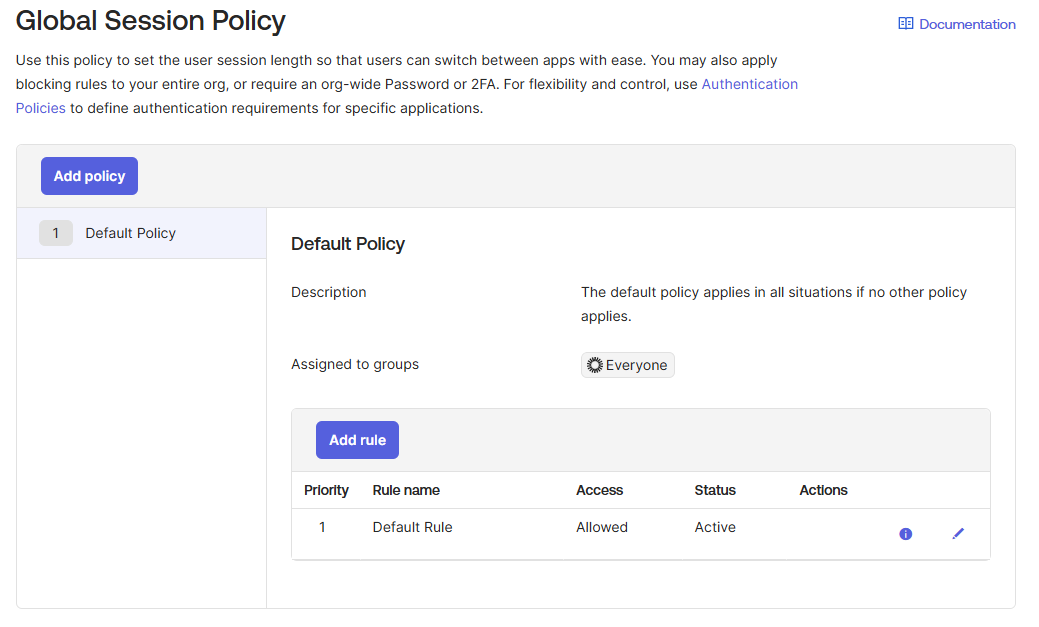 Global Session Policy
Documentation
Use this policy to set the user session length so that users can switch between apps with ease. You may also apply
blocking rules to your entire org, or require an org-wide Password or 2FA. For flexibility and control, use Authentication
Policies to define authentication requirements for specific applications.
Add policy
1 Default Policy
Default Policy
Description
The default policy applies in all situations if no other policy
applies.
Assigned to groups
Everyone
Add rule
Priority Rule name Access Status Actions
1 Default Rule Allowed Active